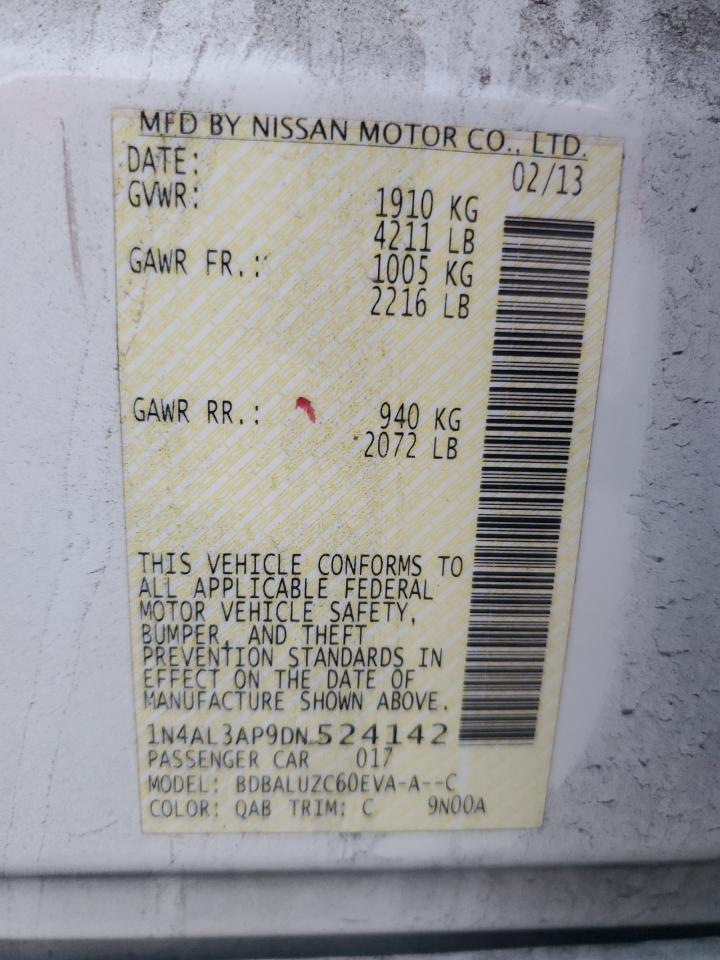 MFD BY NISSAN MOTOR CO., LTD.
DATE: 02/13
GVWR: 1910 KG
4211 LB
GAWR FR.: 1005 KG
2216 LB
GAWR RR.: 940 KG
2072 LB
THIS VEHICLE CONFORMS TO
ALL APPLICABLE FEDERAL
MOTOR VEHICLE SAFETY,
BUMPER, AND THEFT
PREVENTION STANDARDS IN
EFFECT ON THE DATE OF
MANUFACTURE SHOWN ABOVE.
1N4AL3AP9DN524142
PASSENGER CAR 017
MODEL: BDBALUZC60EVA-A--C
COLOR: QAB TRIM: C 9N00A